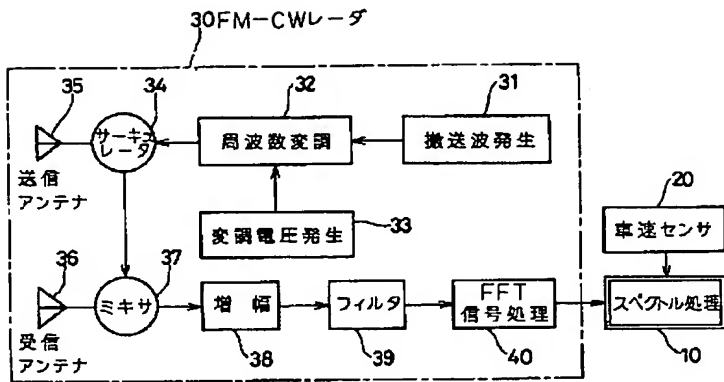 30FM-CWレーダ
35
34
32
31
サーキュ
レータ
周波数変調
搬送波発生
送信
アンテナ
20
変調電圧発生
33
車速センサ
36
37
ミキサ
増幅
フィルタ
FFT
信号処理
スペクトル処理
受信
アンテナ
38
39
40
10